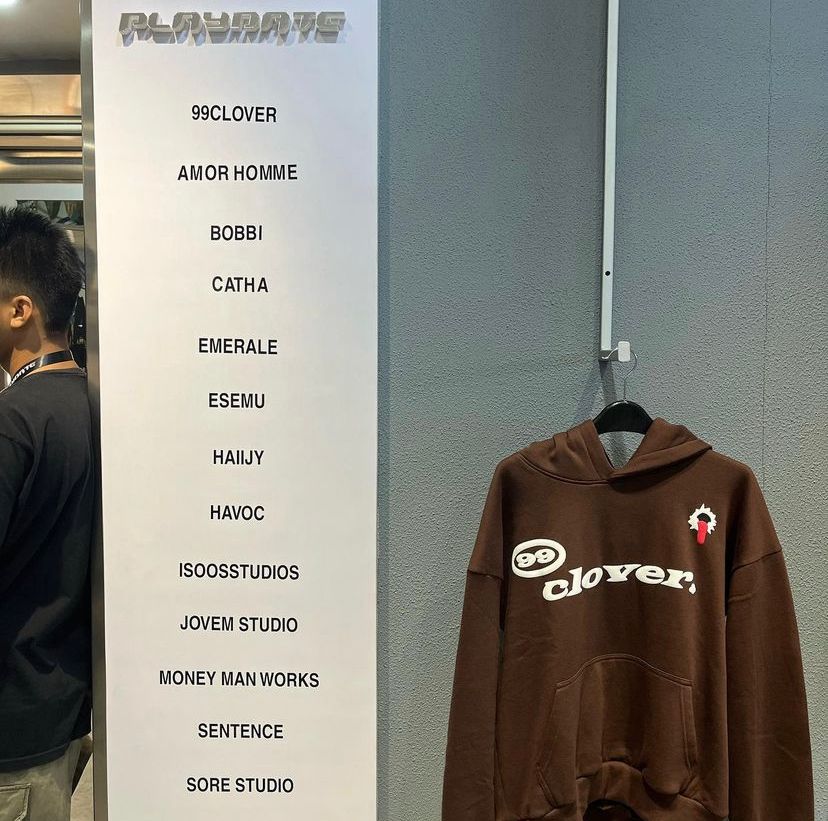 PLAYDATE
99CLOVER
AMOR HOMME
BOBBI
CATHA
EMERALE
ESEMU
HAIIJY
HAVOC
ISOOSSTUDIOS
JOVEM STUDIO
MONEY MAN WORKS
SENTENCE
SORE STUDIO
99
clover.